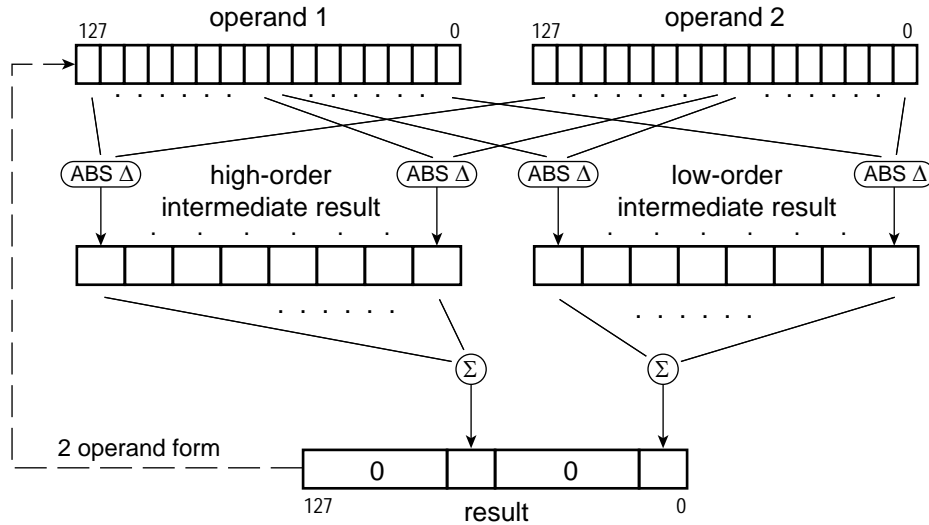 operand 1
operand 2
127
0
127
0
ABS Δ
ABS Δ
ABS Δ
ABS Δ
high-order
intermediate result
low-order
intermediate result
Σ
Σ
2 operand form
0
0
127
0
result